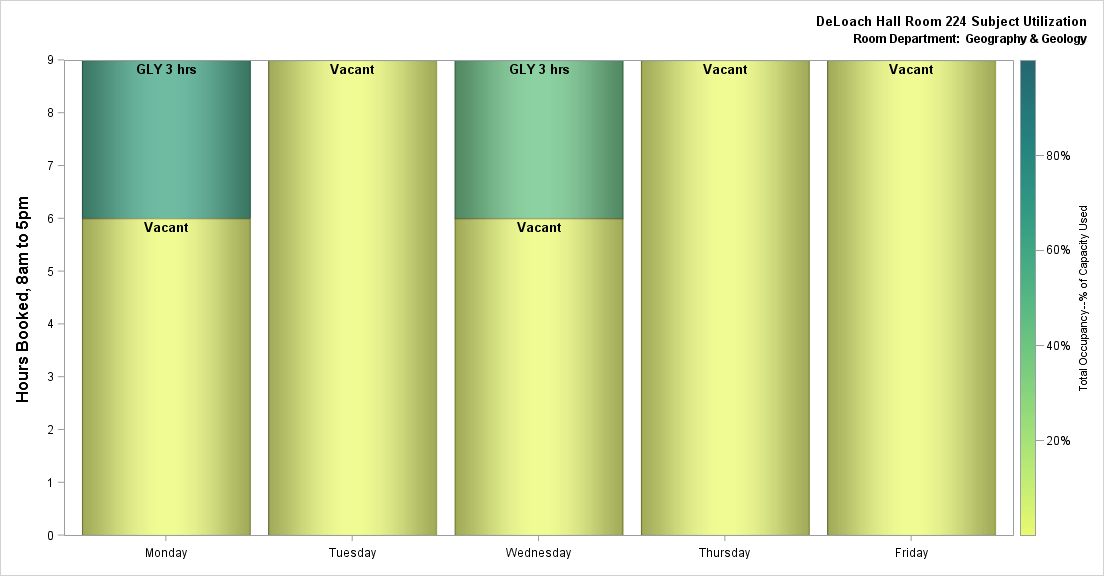 DeLoach Hall Room 224 Subject Utilization
Room Department: Geography & Geology
Hours Booked, 8am to 5pm
9
8
7
6
5
4
3
2
1
0
GLY 3 hrs
Vacant
GLY 3 hrs
Vacant
Vacant
Vacant
Vacant
Monday
Tuesday
Wednesday
Thursday
Friday
80%
60%
40%
20%
Total Occupancy--% of Capacity Used